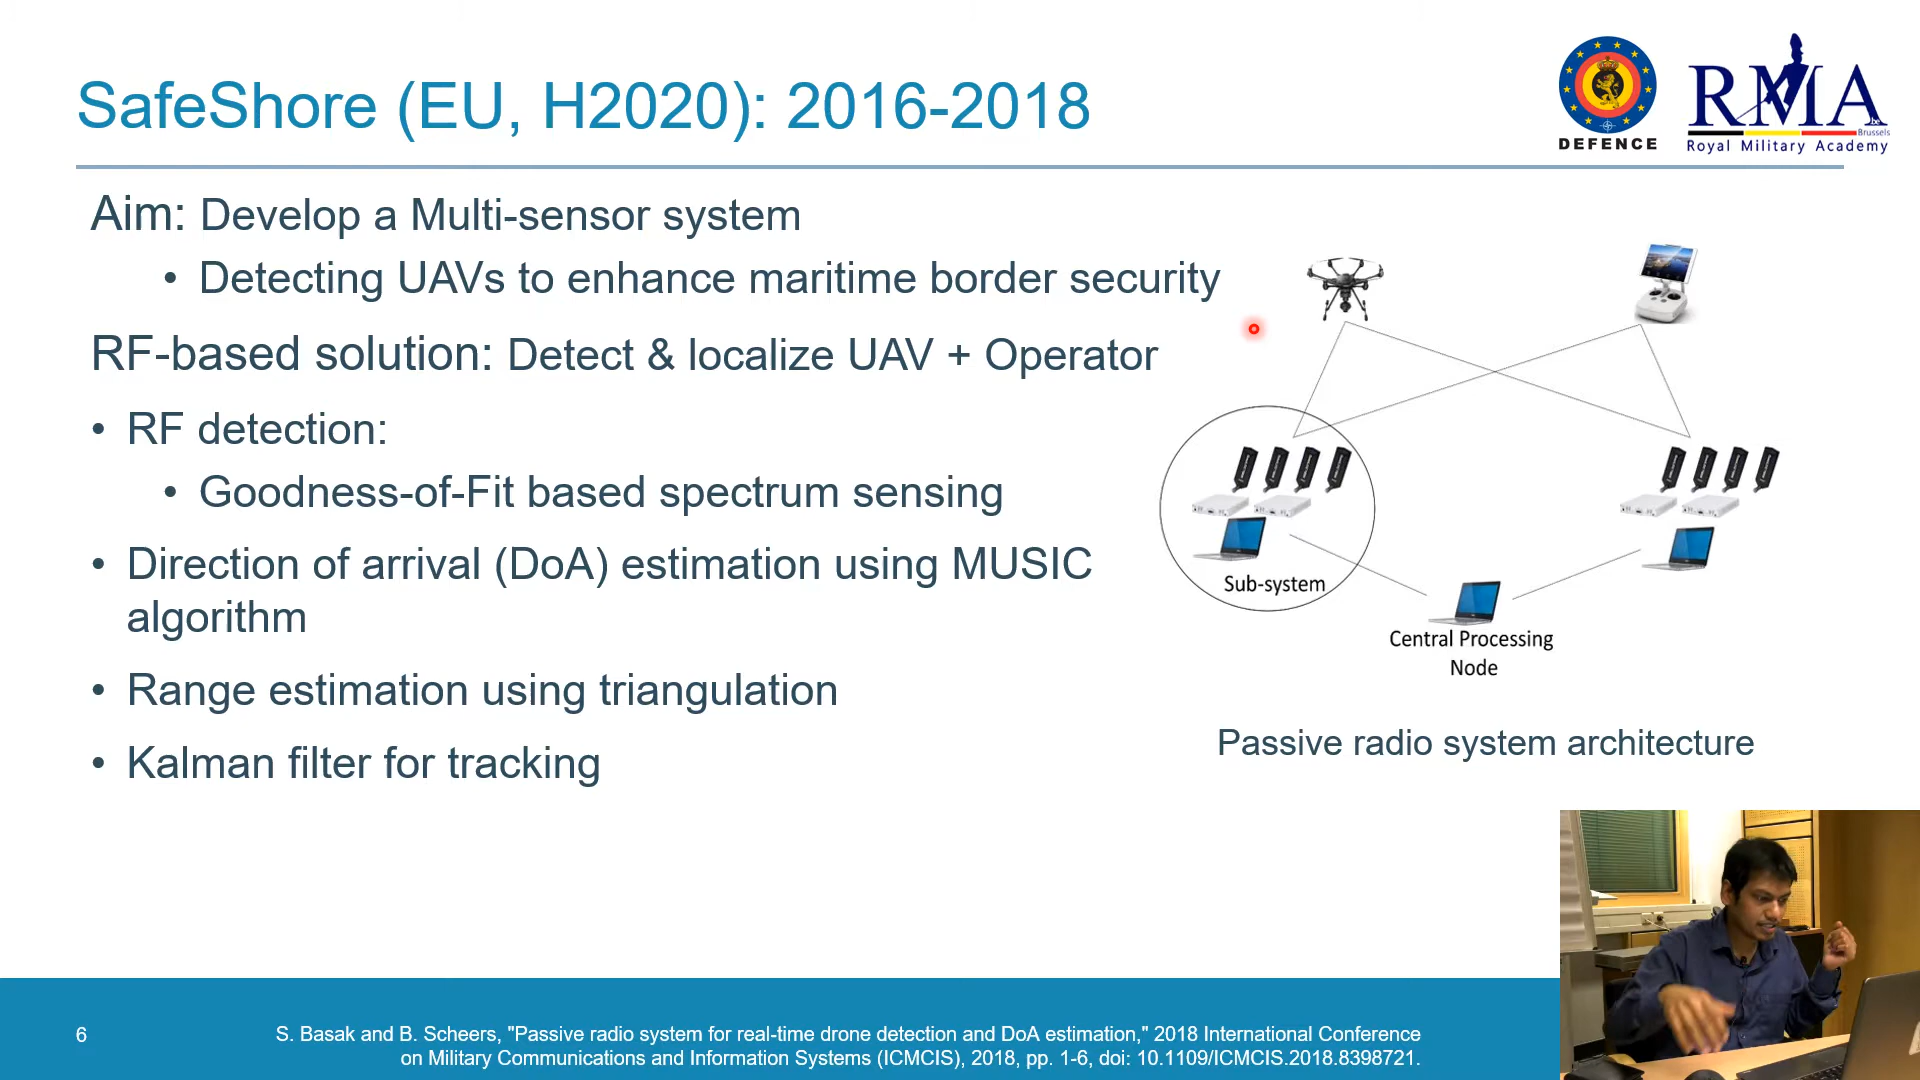 SafeShore (EU, H2020): 2016-2018
DEFENCE
RMA
.be
Brussels
Royal Military Academy
Aim: Develop a Multi-sensor system
• Detecting UAVs to enhance maritime border security
RF-based solution: Detect & localize UAV + Operator
• RF detection:
• Goodness-of-Fit based spectrum sensing
• Direction of arrival (DoA) estimation using MUSIC
algorithm
• Range estimation using triangulation
• Kalman filter for tracking
Sub-system
Central Processing
Node
Passive radio system architecture
6
S. Basak and B. Scheers, "Passive radio system for real-time drone detection and DoA estimation," 2018 International Conference
on Military Communications and Information Systems (ICMCIS), 2018, pp. 1-6, doi: 10.1109/ICMCIS.2018.8398721.